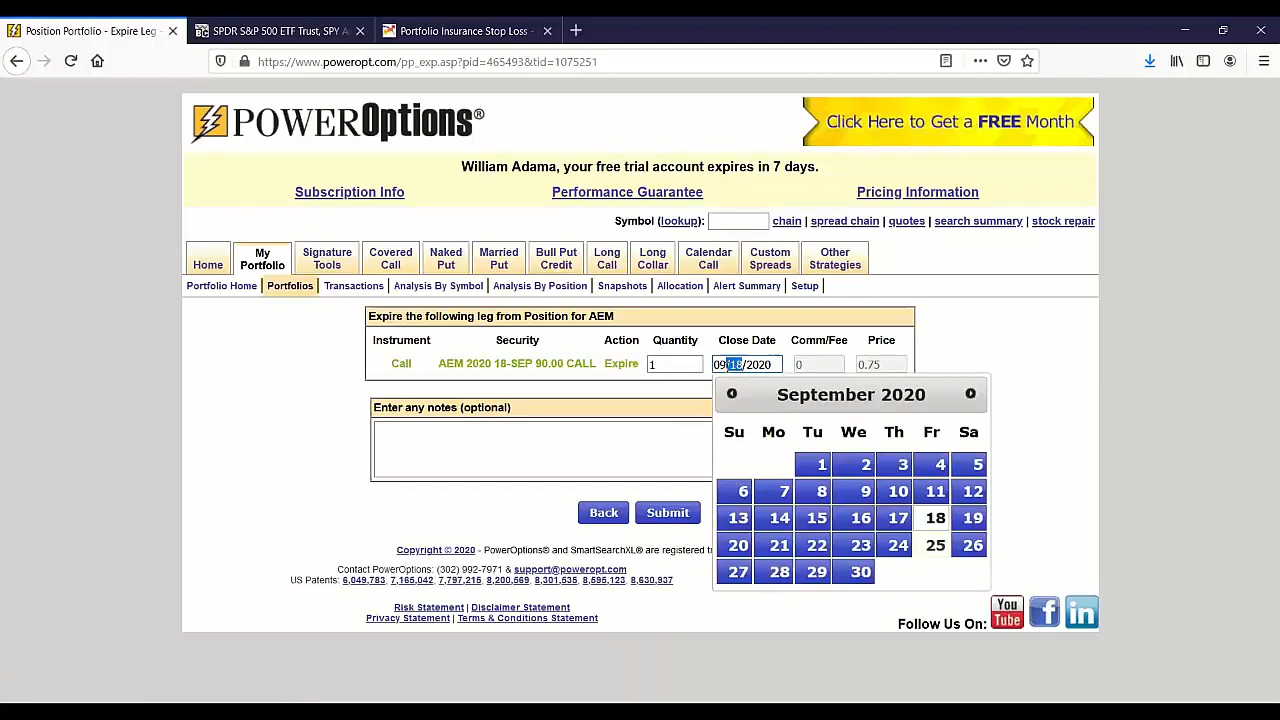 Position Portfolio - Expire Leg -
SPDR S&P 500 ETF Trust, SPY A
Portfolio Insurance Stop Loss -
https://www.poweropt.com/pp_exp.asp?pid=465493&tid=1075251
POWEROptions®
Click Here to Get a FREE Month
William Adama, your free trial account expires in 7 days.
Subscription Info Performance Guarantee Pricing Information
Symbol (lookup): chain | spread chain | quotes | search summary | stock repair
Home
My Portfolio
Signature Tools
Covered Call
Naked Put
Married Put
Bull Put Credit
Long Call
Long Collar
Calendar Call
Custom Spreads
Other Strategies
Portfolio Home | Portfolios | Transactions | Analysis By Symbol | Analysis By Position | Snapshots | Allocation | Alert Summary | Setup |
Expire the following leg from Position for AEM
Instrument Security Action Quantity Close Date Comm/Fee Price
Call AEM 2020 18-SEP 90.00 CALL Expire 1 09/18/2020 0 0.75
Enter any notes (optional)
September 2020
Su Mo Tu We Th Fr Sa
1 2 3 4 5
6 7 8 9 10 11 12
13 14 15 16 17 18 19
20 21 22 23 24 25 26
27 28 29 30
Back Submit
Copyright © 2020 - PowerOptions® and SmartSearchXL® are registered t
Contact PowerOptions: (302) 992-7971 & support@poweropt.com
US Patents: 6,049,783, 7,165,042, 7,797,215, 8,200,569, 8,301,535, 8,595,123, 8,630,937
Risk Statement | Disclaimer Statement
Privacy Statement | Terms & Conditions Statement
Follow Us On: You Tube f in